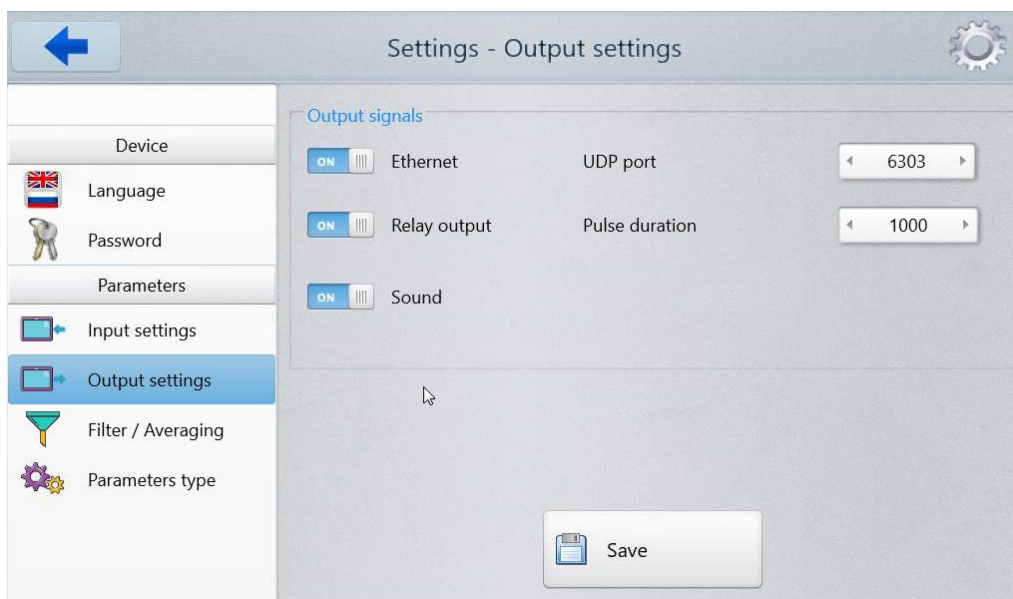 Settings - Output settings
Device
Language
Password
Parameters
Input settings
Output settings
Filter / Averaging
Parameters type
Output signals
ON Ethernet UDP port 6303
ON Relay output Pulse duration 1000
ON Sound
Save